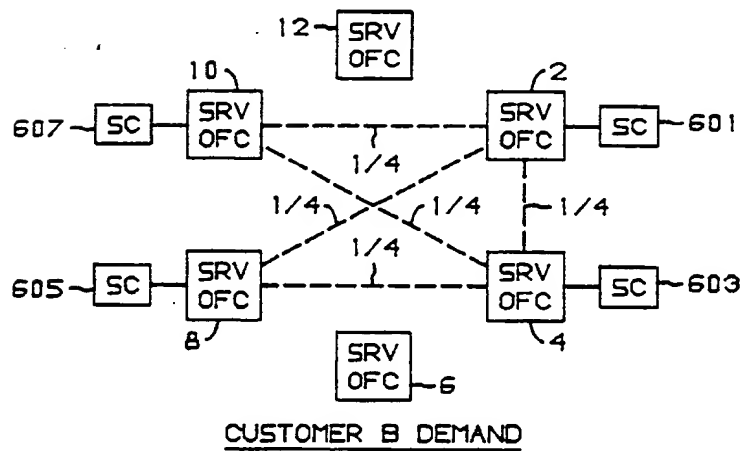 12
SRV
OFC
10
2
607
SC
SRV
OFC
SRV
OFC
SC
601
1/4
1/4
1/4
1/4
1/4
605
SC
SRV
OFC
SRV
OFC
SC
603
8
4
SRV
OFC
6
CUSTOMER B DEMAND